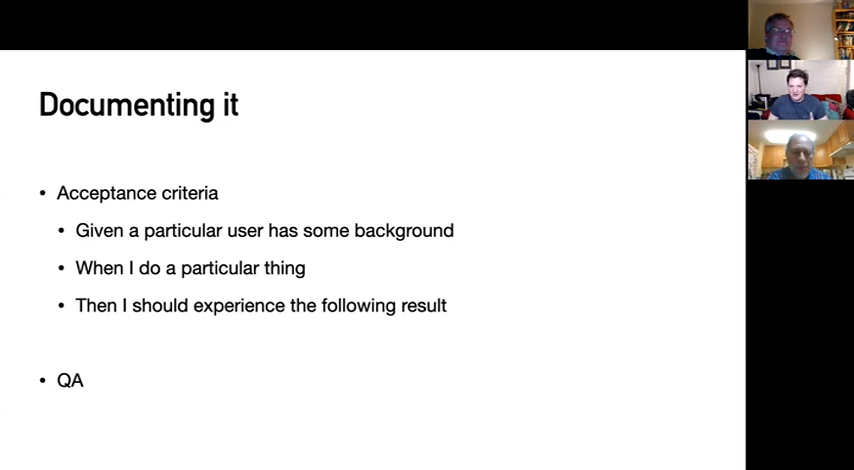 Documenting it
• Acceptance criteria
• Given a particular user has some background
• When I do a particular thing
• Then I should experience the following result
• QA